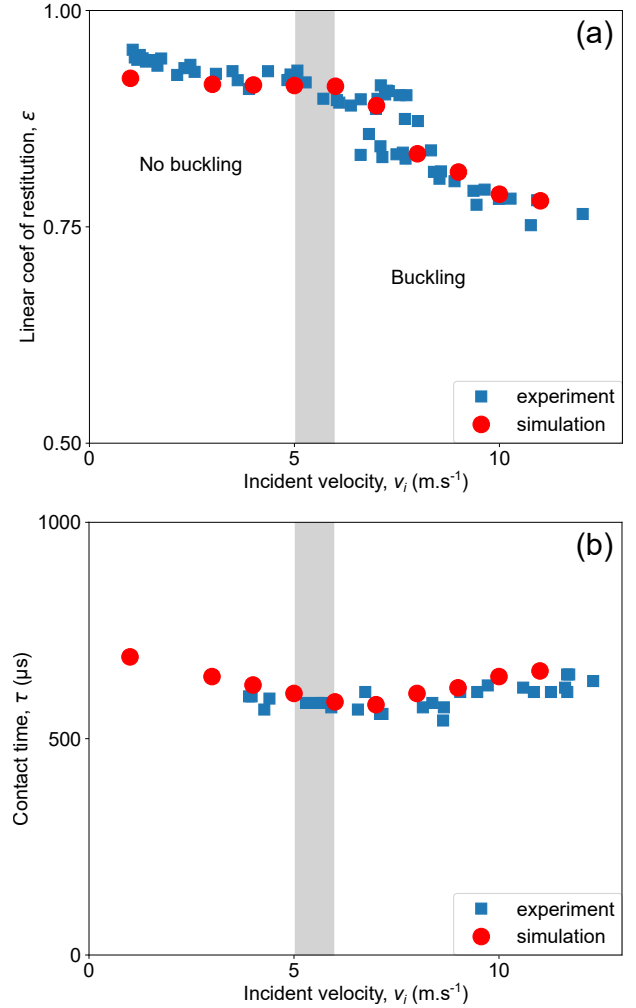 1.00
(a)
Linear coef of restitution, ε
No buckling
0.75
Buckling
experiment
simulation
0.50
0
5
10
Incident velocity, vᵢ (m.s⁻¹)
1000
(b)
Contact time, τ (µs)
500
experiment
simulation
0
0
5
10
Incident velocity, vᵢ (m.s⁻¹)